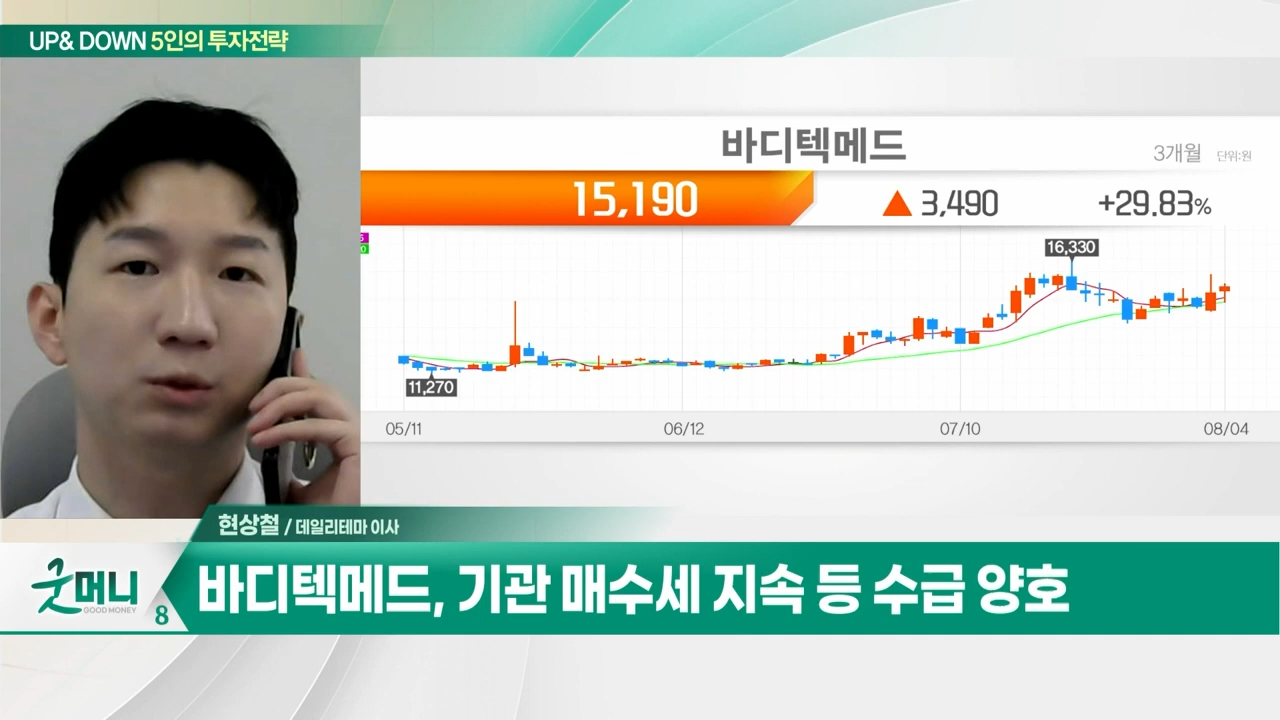 UP& DOWN 5인의 투자전략
바디텍메드
3개월 단위:원
15,190 ▲ 3,490 +29.83%
16,330
11,270
05/11 06/12 07/10 08/04
현상철 / 데일리테마 이사
굿머니
GOOD MONEY
8
바디텍메드, 기관 매수세 지속 등 수급 양호